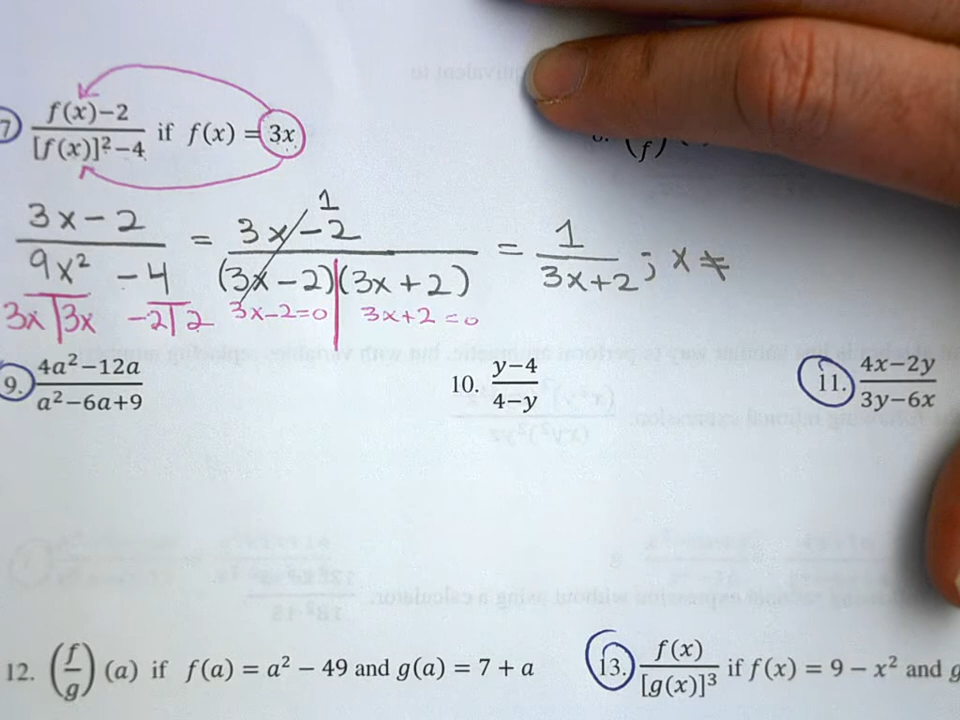 7 f(x)−2 / [f(x)]²−4 if f(x) = 3x
3x − 2 / 9x² − 4 = 3x − 2 1 / (3x − 2)(3x + 2) = 1 / 3x+2 ; x ≠
3x 3x −2 2 3x−2=0 3x+2=0
9. 4a²−12a / a²−6a+9
10. y−4 / 4−y
11. 4x−2y / 3y−6x
12. (f/g)(a) if f(a) = a² − 49 and g(a) = 7 + a
13. f(x) / [g(x)]³ if f(x) = 9 − x² and g